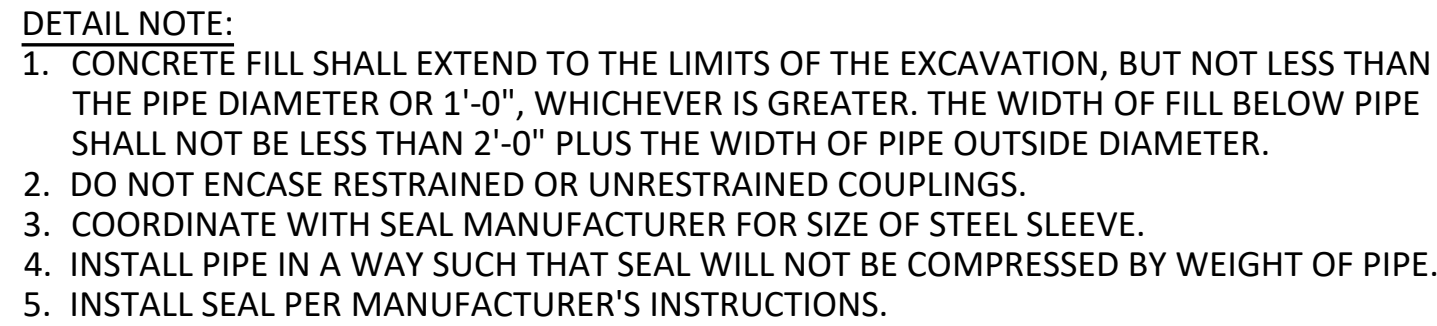 DETAIL NOTE:
1. CONCRETE FILL SHALL EXTEND TO THE LIMITS OF THE EXCAVATION, BUT NOT LESS THAN
THE PIPE DIAMETER OR 1'-0", WHICHEVER IS GREATER. THE WIDTH OF FILL BELOW PIPE
SHALL NOT BE LESS THAN 2'-0" PLUS THE WIDTH OF PIPE OUTSIDE DIAMETER.
2. DO NOT ENCASE RESTRAINED OR UNRESTRAINED COUPLINGS.
3. COORDINATE WITH SEAL MANUFACTURER FOR SIZE OF STEEL SLEEVE.
4. INSTALL PIPE IN A WAY SUCH THAT SEAL WILL NOT BE COMPRESSED BY WEIGHT OF PIPE.
5. INSTALL SEAL PER MANUFACTURER'S INSTRUCTIONS.